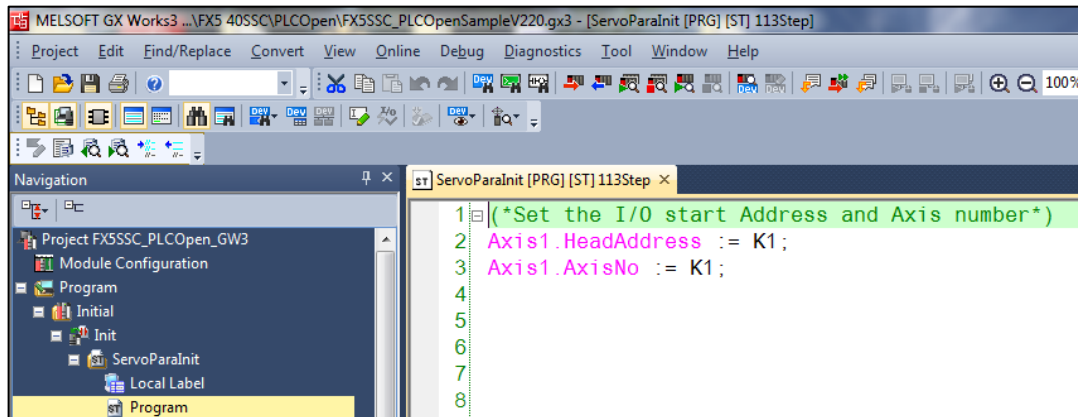 MELSOFT GX Works3 ...\FX5 40SSC\PLCOpen\FX5SSC_PLCOpenSampleV220.gx3 - [ServoParaInit [PRG] [ST] 113Step]
Project Edit Find/Replace Convert View Online Debug Diagnostics Tool Window Help
100%
Navigation
ST ServoParaInit [PRG] [ST] 113Step
Project FX5SSC_PLCOpen_GW3
Module Configuration
Program
Initial
Init
ServoParaInit
Local Label
Program
1 (*Set the I/O start Address and Axis number*)
2 Axis1.HeadAddress := K1;
3 Axis1.AxisNo := K1;
4
5
6
7
8